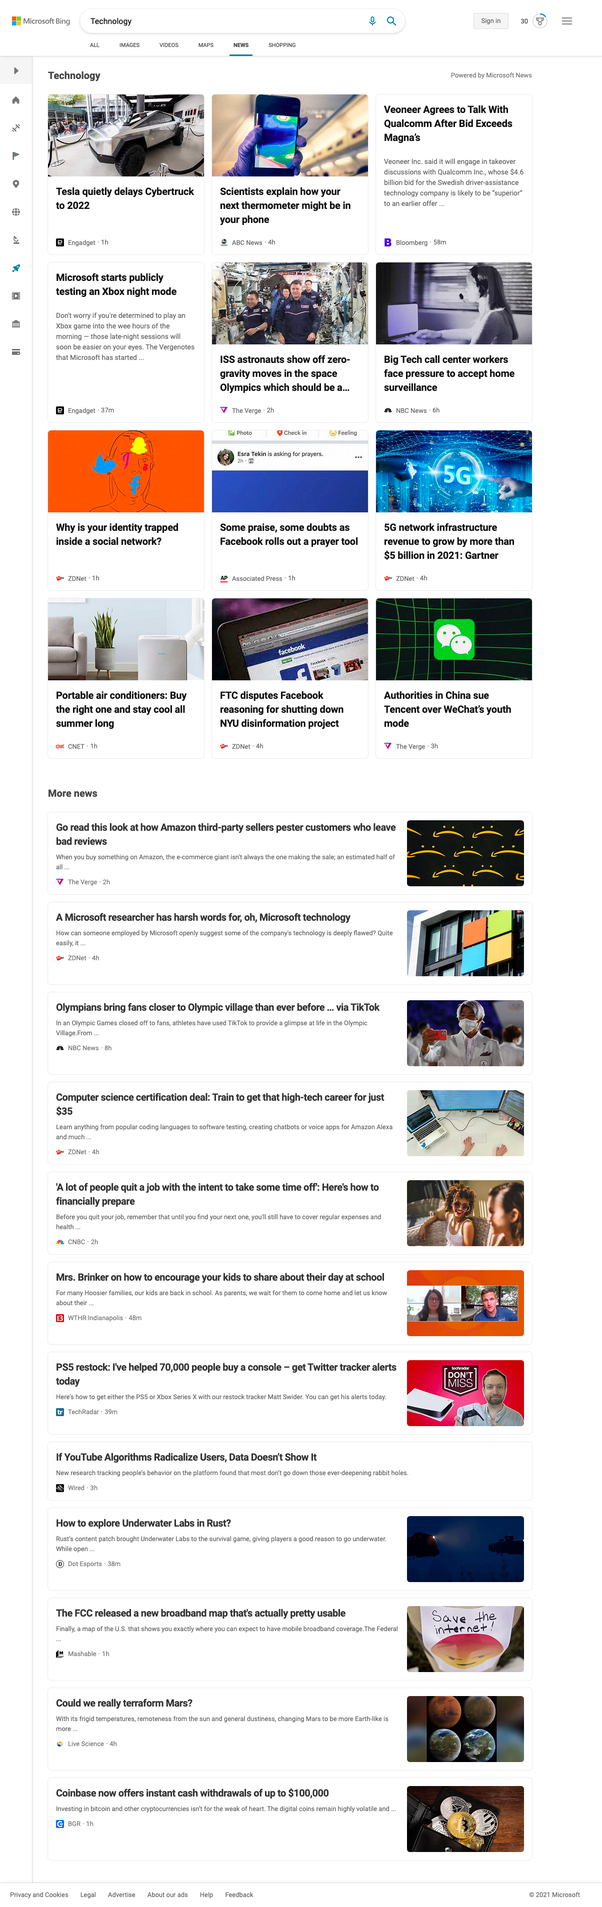 Microsoft Bing
Technology
Sign in
30
ALL
IMAGES
VIDEOS
MAPS
NEWS
SHOPPING
Technology
Powered by Microsoft News
Tesla quietly delays Cybertruck
to 2022
Engadget · 1h
Scientists explain how your
next thermometer might be in
your phone
ABC News · 4h
Veoneer Agrees to Talk With
Qualcomm After Bid Exceeds
Magna's
Veoneer Inc. said it will engage in takeover
discussions with Qualcomm Inc., whose $4.6
billion bid for the Swedish driver-assistance
technology company is likely to be "superior"
to an earlier offer ...
Bloomberg · 58m
Microsoft starts publicly
testing an Xbox night mode
Don't worry if you're determined to play an
Xbox game into the wee hours of the
morning — those late-night sessions will
soon be easier on your eyes. The Vergenotes
that Microsoft has started ...
Engadget · 37m
ISS astronauts show off zero-
gravity moves in the space
Olympics which should be a...
The Verge · 2h
Big Tech call center workers
face pressure to accept home
surveillance
NBC News · 6h
Why is your identity trapped
inside a social network?
ZDNet · 1h
Photo
Check in
Feeling
Esra Tekin is asking for prayers.
2h
Some praise, some doubts as
Facebook rolls out a prayer tool
AP
Associated Press · 1h
5G
5G network infrastructure
revenue to grow by more than
$5 billion in 2021: Gartner
ZDNet · 4h
Portable air conditioners: Buy
the right one and stay cool all
summer long
CNET · 1h
facebook
FTC disputes Facebook
reasoning for shutting down
NYU disinformation project
ZDNet · 4h
Authorities in China sue
Tencent over WeChat's youth
mode
The Verge · 3h
More news
Go read this look at how Amazon third-party sellers pester customers who leave
bad reviews
When you buy something on Amazon, the e-commerce giant isn't always the one making the sale; an estimated half of
all ...
The Verge · 2h
A Microsoft researcher has harsh words for, oh, Microsoft technology
How can someone employed by Microsoft openly suggest some of the company's technology is deeply flawed? Quite
easily, it ...
ZDNet · 4h
Olympians bring fans closer to Olympic village than ever before ... via TikTok
In an Olympic Games closed off to fans, athletes have used TikTok to provide a glimpse at life in the Olympic
Village.From ...
NBC News · 8h
Computer science certification deal: Train to get that high-tech career for just
$35
Learn anything from popular coding languages to software testing, creating chatbots or voice apps for Amazon Alexa
and much ...
ZDNet · 4h
'A lot of people quit a job with the intent to take some time off': Here's how to
financially prepare
Before you quit your job, remember that until you find your next one, you'll still have to cover regular expenses and
health ...
CNBC · 2h
Mrs. Brinker on how to encourage your kids to share about their day at school
For many Hoosier families, our kids are back in school. As parents, we wait for them to come home and let us know
about their ...
WTHR Indianapolis · 48m
PS5 restock: I've helped 70,000 people buy a console – get Twitter tracker alerts
today
Here's how to get either the PS5 or Xbox Series X with our restock tracker Matt Swider. You can get his alerts today.
TechRadar · 39m
techradar
DON'T
MISS
If YouTube Algorithms Radicalize Users, Data Doesn't Show It
New research tracking people's behavior on the platform found that most don't go down those ever-deepening rabbit holes.
Wired · 3h
How to explore Underwater Labs in Rust?
Rust's content patch brought Underwater Labs to the survival game, giving players a good reason to go underwater.
While open ...
Dot Esports · 38m
The FCC released a new broadband map that's actually pretty usable
Finally, a map of the U.S. that shows you exactly where you can expect to have mobile broadband coverage.The Federal
...
Mashable · 1h
Save the
internet!
Could we really terraform Mars?
With its frigid temperatures, remoteness from the sun and general dustiness, changing Mars to be more Earth-like is
more ...
Live Science · 4h
Coinbase now offers instant cash withdrawals of up to $100,000
Investing in bitcoin and other cryptocurrencies isn't for the weak of heart. The digital coins remain highly volatile and ...
BGR · 1h
Privacy and Cookies
Legal
Advertise
About our ads
Help
Feedback
© 2021 Microsoft